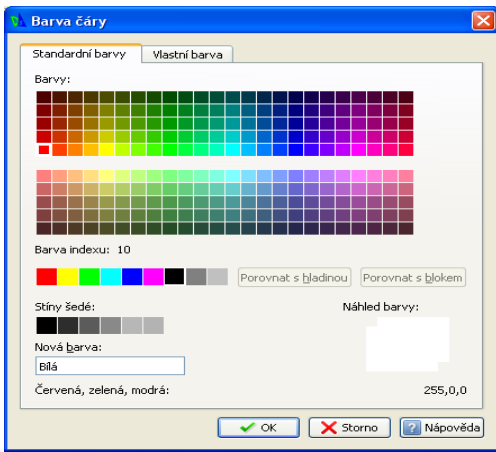 Barva čáry
Standardní barvy Vlastní barva
Barvy:
Barva indexu: 10
Porovnat s hladinou Porovnat s blokem
Stíny šedé: Náhled barvy:
Nová barva:
Bílá
Červená, zelená, modrá: 255,0,0
OK Storno Nápověda